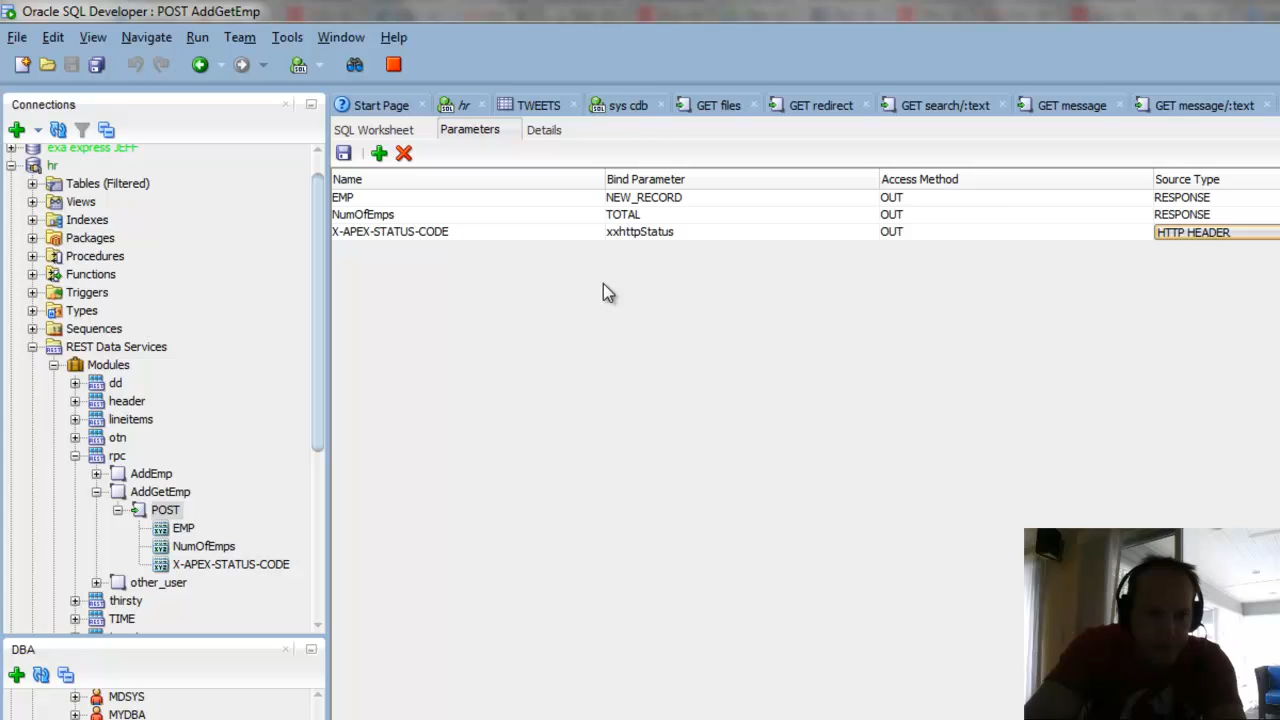 Oracle SQL Developer : POST AddGetEmp
File Edit View Navigate Run Team Tools Window Help
Connections
Start Page hr TWEETS sys cdb GET files GET redirect GET search/:text GET message GET message/:text
SQL Worksheet Parameters Details
exa express JEFF
hr
Tables (Filtered)
Views
Indexes
Packages
Procedures
Functions
Triggers
Types
Sequences
REST Data Services
Modules
dd
header
lineitems
otn
rpc
AddEmp
AddGetEmp
POST
EMP
NumOfEmps
X-APEX-STATUS-CODE
other_user
thirsty
TIME
Name Bind Parameter Access Method Source Type
EMP NEW_RECORD OUT RESPONSE
NumOfEmps TOTAL OUT RESPONSE
X-APEX-STATUS-CODE xxhttpStatus OUT HTTP HEADER
DBA
MDSYS
MYDBA